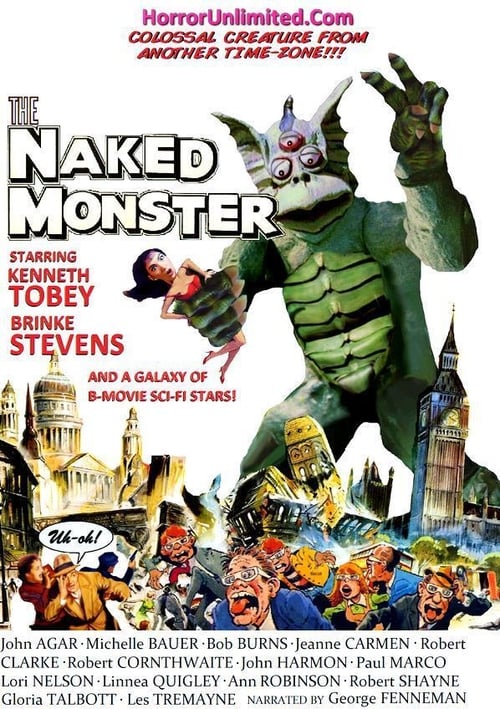 HorrorUnlimited.Com
COLOSSAL CREATURE FROM
ANOTHER TIME-ZONE!!!
THE
NAKED
MONSTER
STARRING
KENNETH
TOBEY
BRINKE
STEVENS
AND A GALAXY OF
B-MOVIE SCI-FI STARS!
Uh-oh!
John AGAR · Michelle BAUER · Bob BURNS · Jeanne CARMEN · Robert
CLARKE · Robert CORNTHWAITE · John HARMON · Paul MARCO
Lori NELSON · Linnea QUIGLEY · Ann ROBINSON · Robert SHAYNE
Gloria TALBOTT · Les TREMAYNE NARRATED BY George FENNEMAN